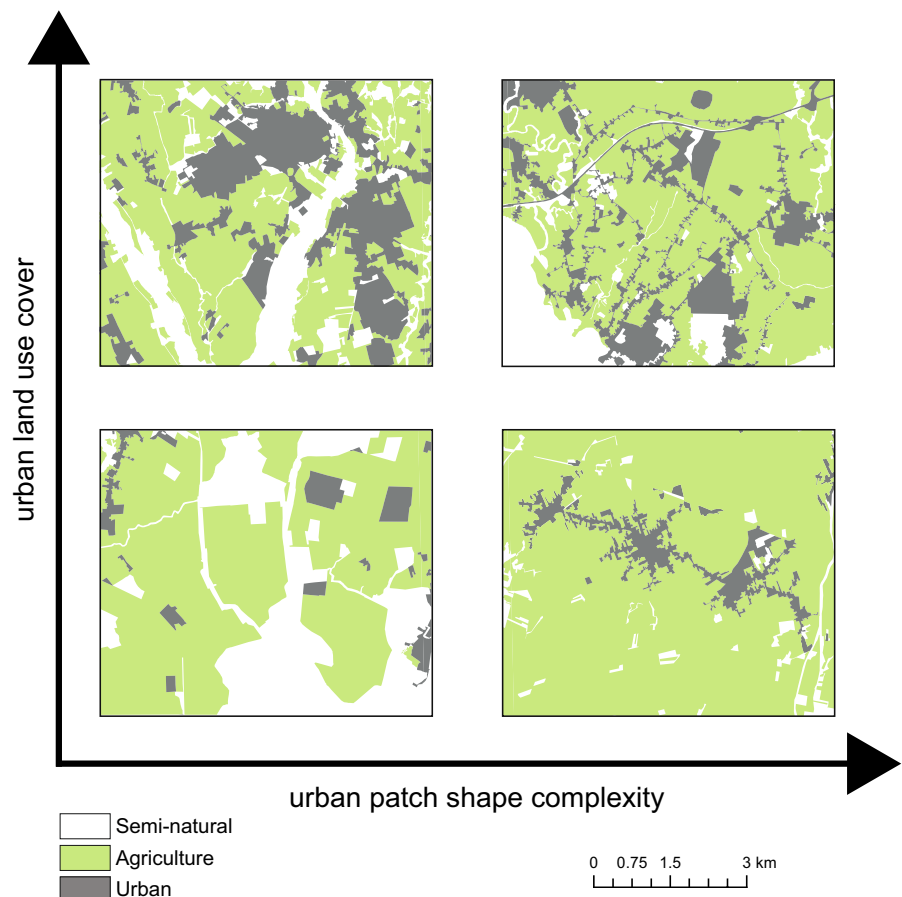 urban land use cover
urban patch shape complexity
Semi-natural
Agriculture
Urban
0 0.75 1.5 3 km